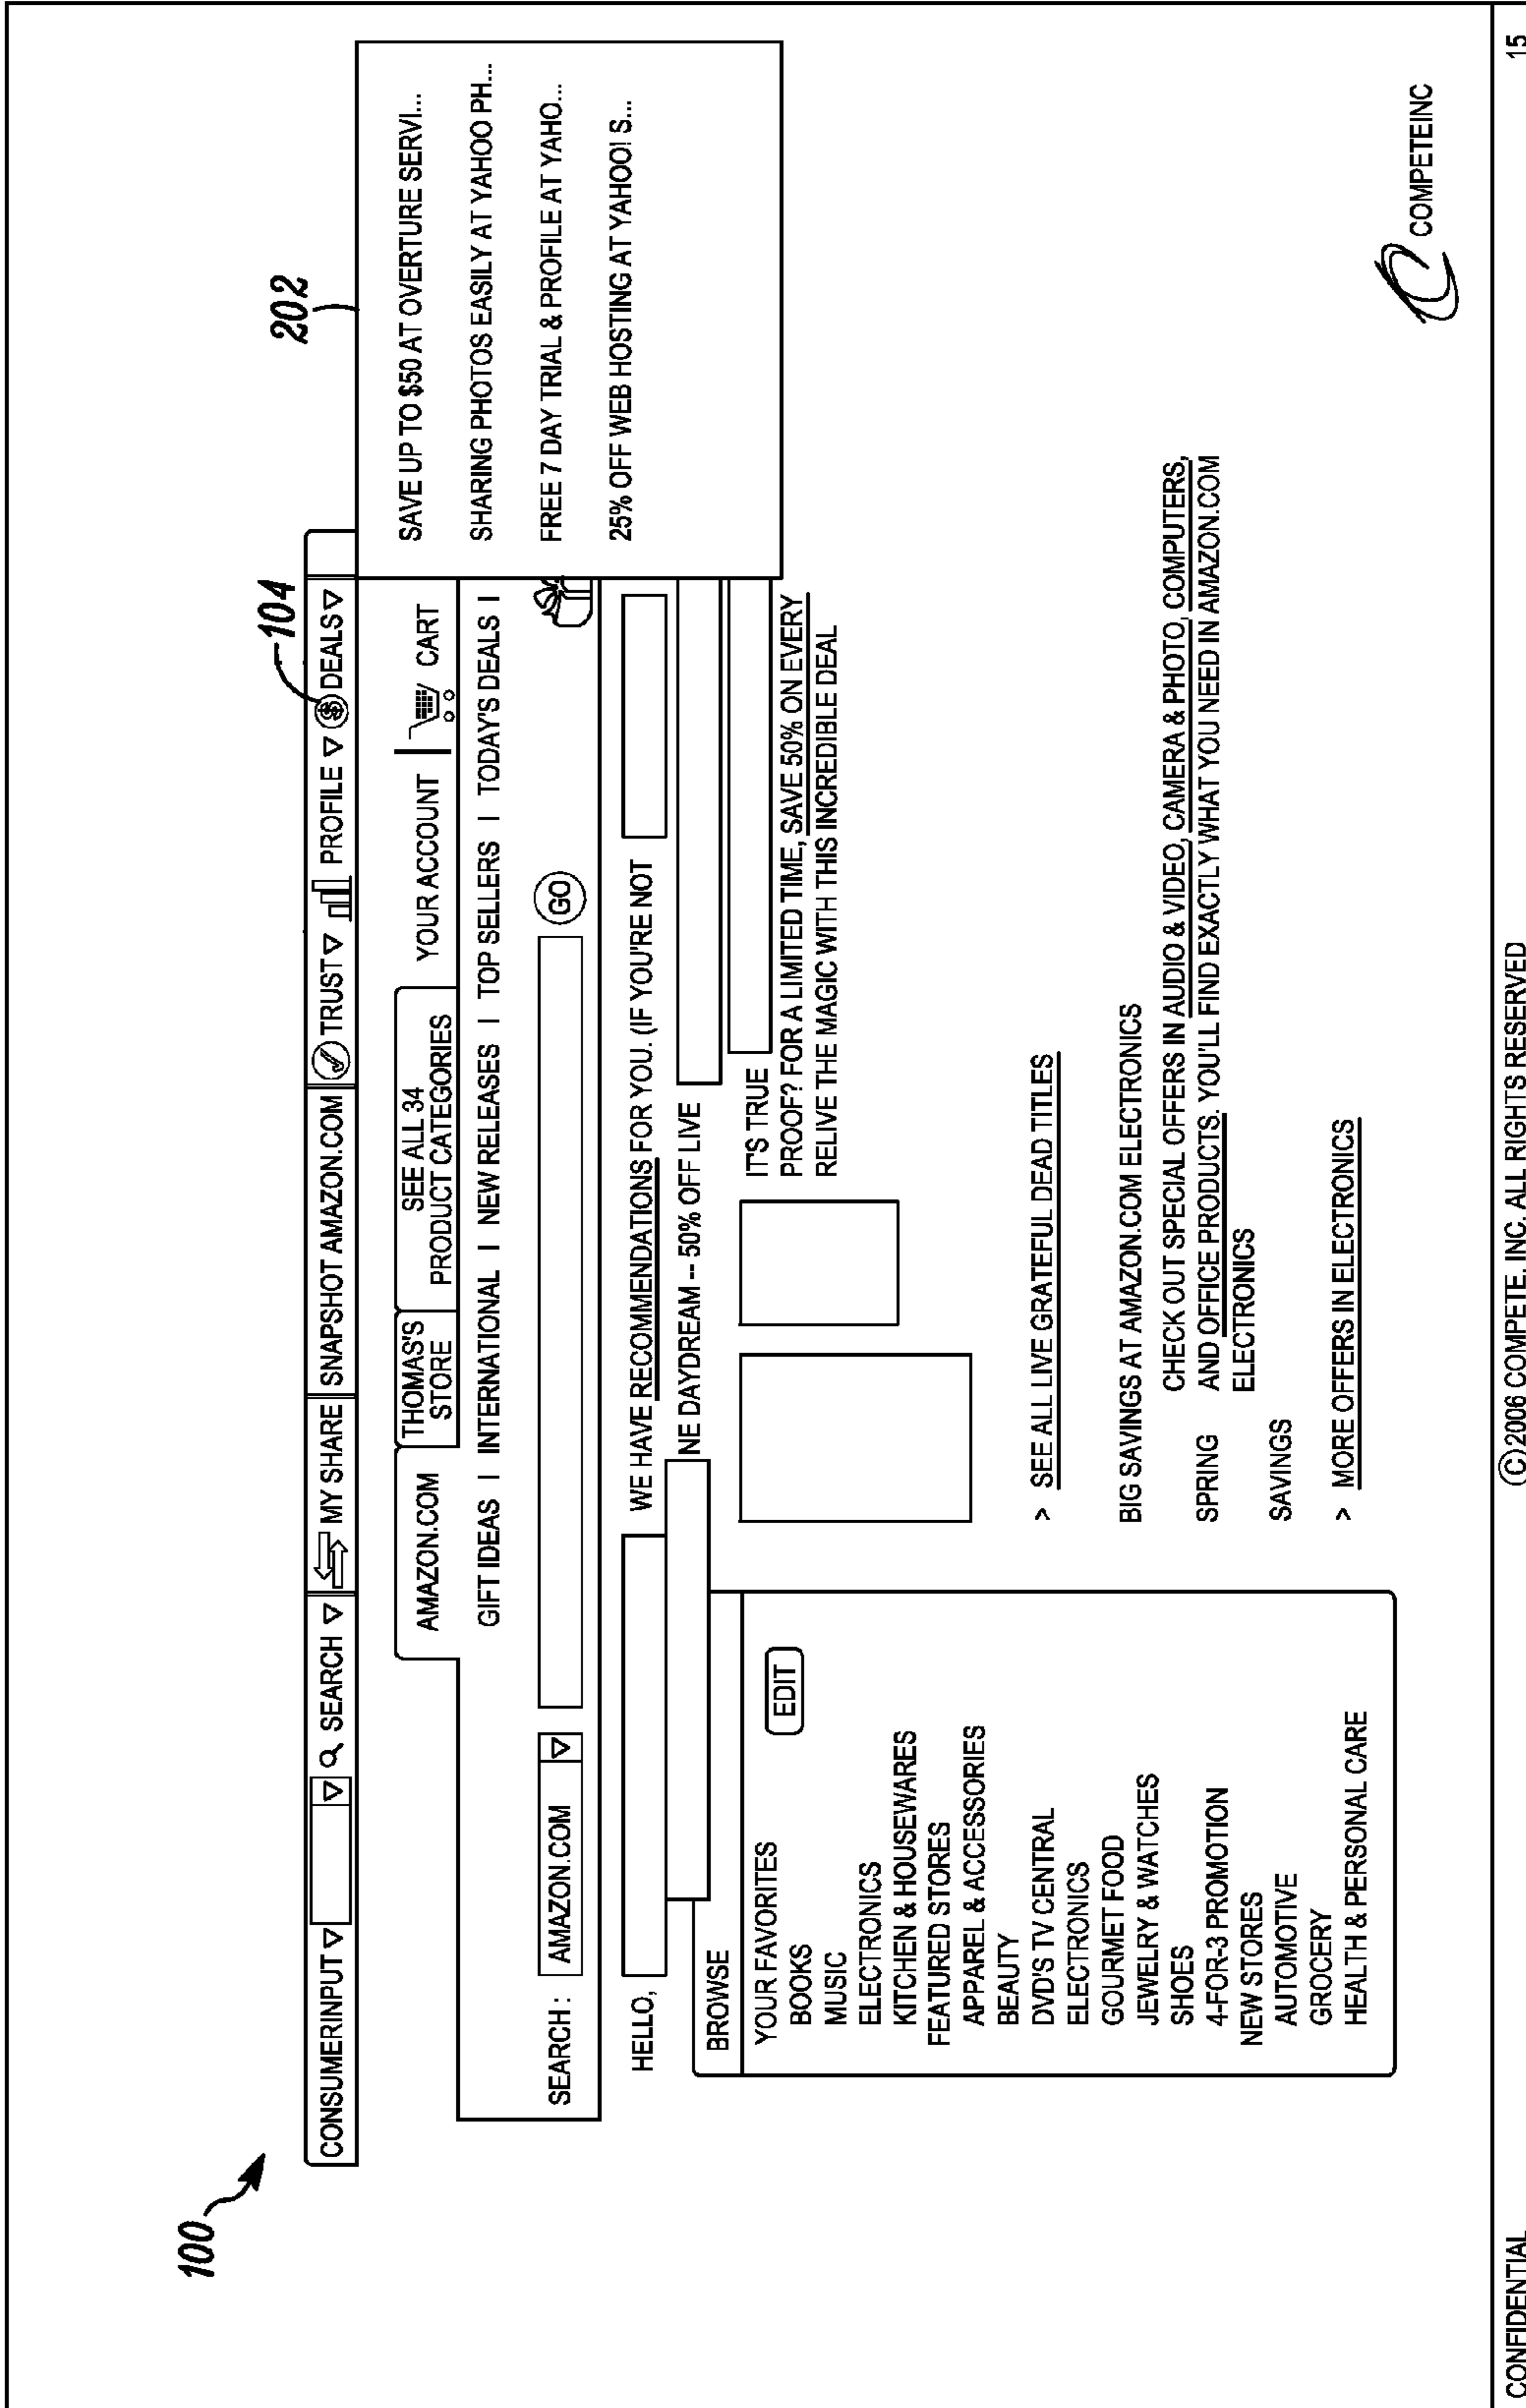 100
104
202
CONSUMERINPUT SEARCH MY SHARE SNAPSHOT AMAZON.COM TRUST PROFILE $ DEALS
SAVE UP TO $50 AT OVERTURE SERVI...
SHARING PHOTOS EASILY AT YAHOO PH...
FREE 7 DAY TRIAL & PROFILE AT YAHO...
25% OFF WEB HOSTING AT YAHOO! S...
AMAZON.COM
THOMAS'S
STORE
SEE ALL 34
PRODUCT CATEGORIES
YOUR ACCOUNT | CART
GIFT IDEAS | INTERNATIONAL | NEW RELEASES | TOP SELLERS | TODAY'S DEALS |
SEARCH: AMAZON.COM GO
HELLO, WE HAVE RECOMMENDATIONS FOR YOU. (IF YOU'RE NOT
NE DAYDREAM -- 50% OFF LIVE
BROWSE
YOUR FAVORITES EDIT
BOOKS
MUSIC
ELECTRONICS
KITCHEN & HOUSEWARES
FEATURED STORES
APPAREL & ACCESSORIES
BEAUTY
DVD'S TV CENTRAL
ELECTRONICS
GOURMET FOOD
JEWELRY & WATCHES
SHOES
4-FOR-3 PROMOTION
NEW STORES
AUTOMOTIVE
GROCERY
HEALTH & PERSONAL CARE
IT'S TRUE
PROOF? FOR A LIMITED TIME, SAVE 50% ON EVERY
RELIVE THE MAGIC WITH THIS INCREDIBLE DEAL
> SEE ALL LIVE GRATEFUL DEAD TITLES
BIG SAVINGS AT AMAZON.COM ELECTRONICS
CHECK OUT SPECIAL OFFERS IN AUDIO & VIDEO, CAMERA & PHOTO, COMPUTERS,
SPRING AND OFFICE PRODUCTS. YOU'LL FIND EXACTLY WHAT YOU NEED IN AMAZON.COM
ELECTRONICS
SAVINGS
> MORE OFFERS IN ELECTRONICS
COMPETEINC
CONFIDENTIAL
©2006 COMPETE, INC. ALL RIGHTS RESERVED
15